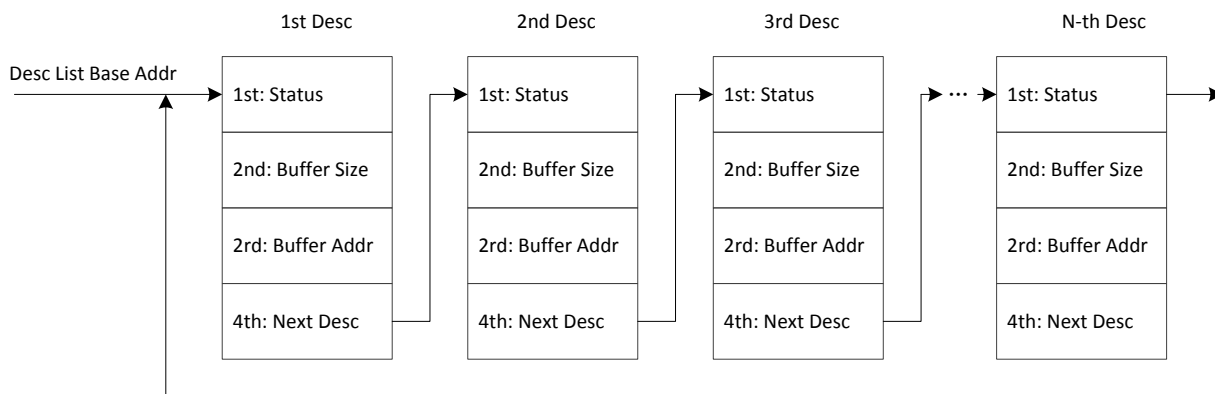 1st Desc
2nd Desc
3rd Desc
N-th Desc
Desc List Base Addr
1st: Status
1st: Status
1st: Status
...
1st: Status
2nd: Buffer Size
2nd: Buffer Size
2nd: Buffer Size
2nd: Buffer Size
2rd: Buffer Addr
2rd: Buffer Addr
2rd: Buffer Addr
2rd: Buffer Addr
4th: Next Desc
4th: Next Desc
4th: Next Desc
4th: Next Desc